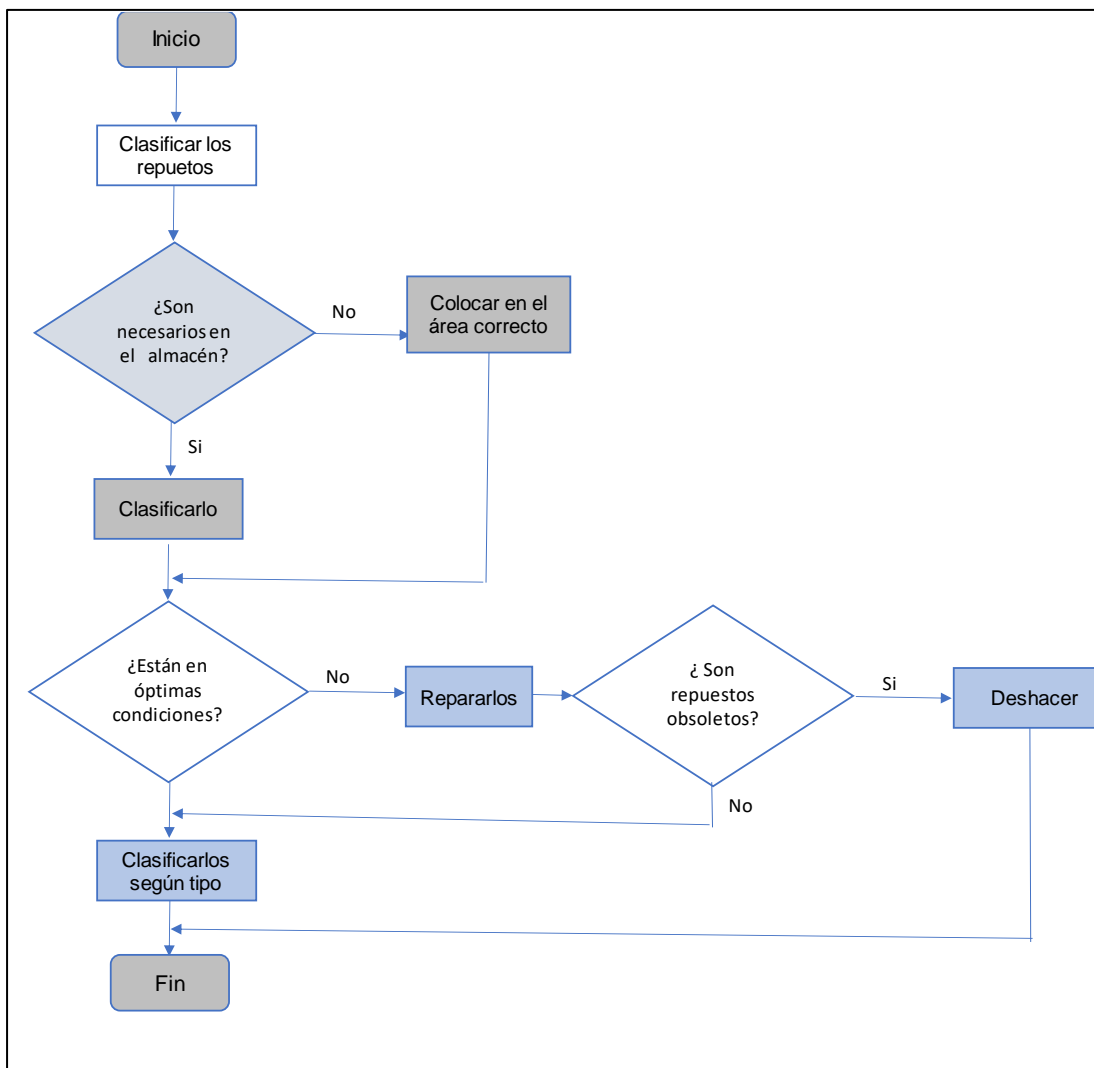 Inicio
Clasificar los
repuetos
¿Son
necesarios en
el almacén?
No
Colocar en el
área correcto
Si
Clasificarlo
¿Están en
óptimas
condiciones?
No
Repararlos
¿ Son
repuestos
obsoletos?
Si
Deshacer
No
Clasificarlos
según tipo
Fin